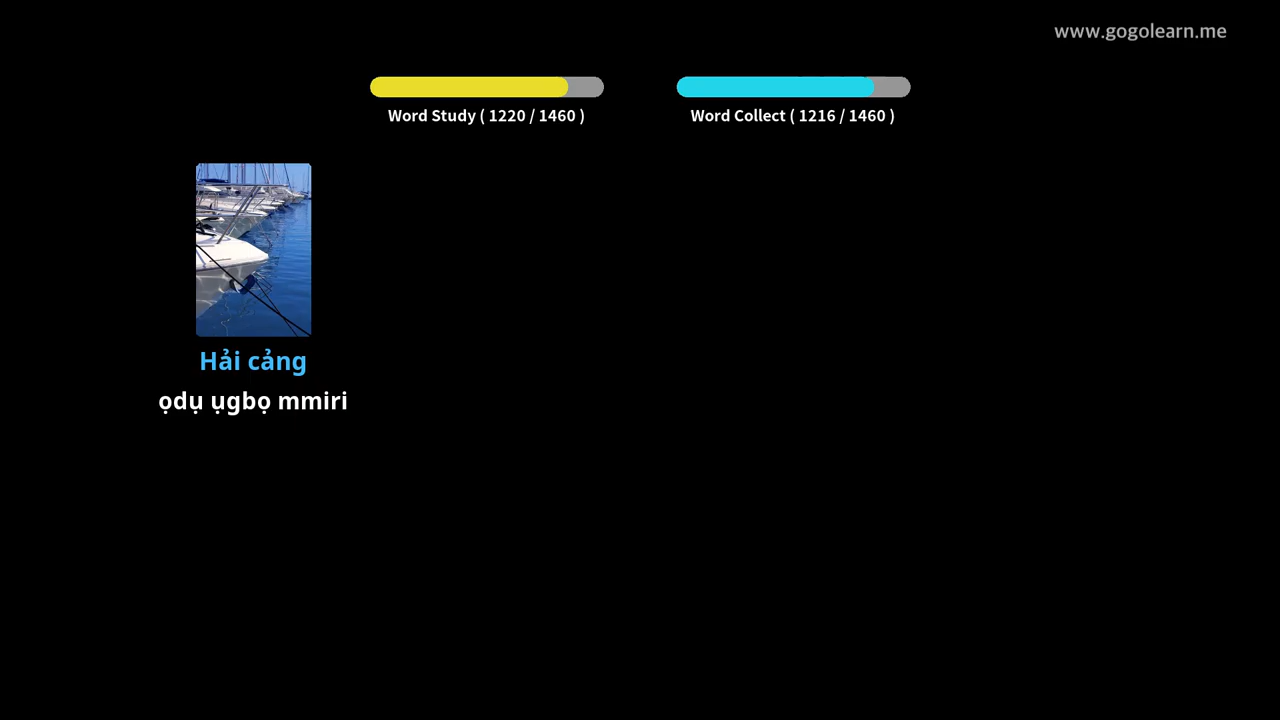 www.gogolearn.me
Word Study ( 1220 / 1460 )
Word Collect ( 1216 / 1460 )
Hải cảng
ọdụ ụgbọ mmiri